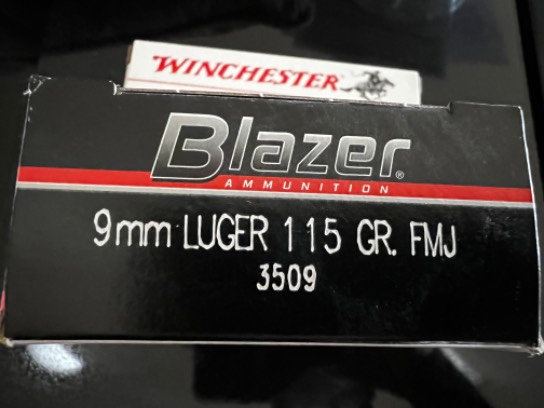 WINCHESTER
Blazer®
AMMUNITION
9mm LUGER 115 GR. FMJ
3509